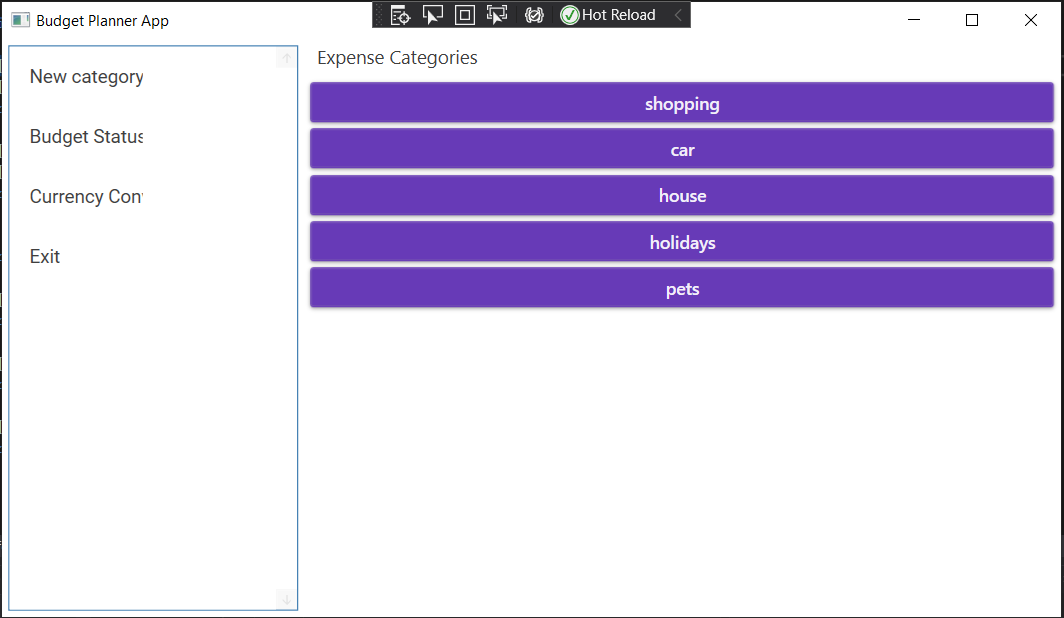 Budget Planner App
Hot Reload
New category
Budget Status
Currency Con
Exit
Expense Categories
shopping
car
house
holidays
pets